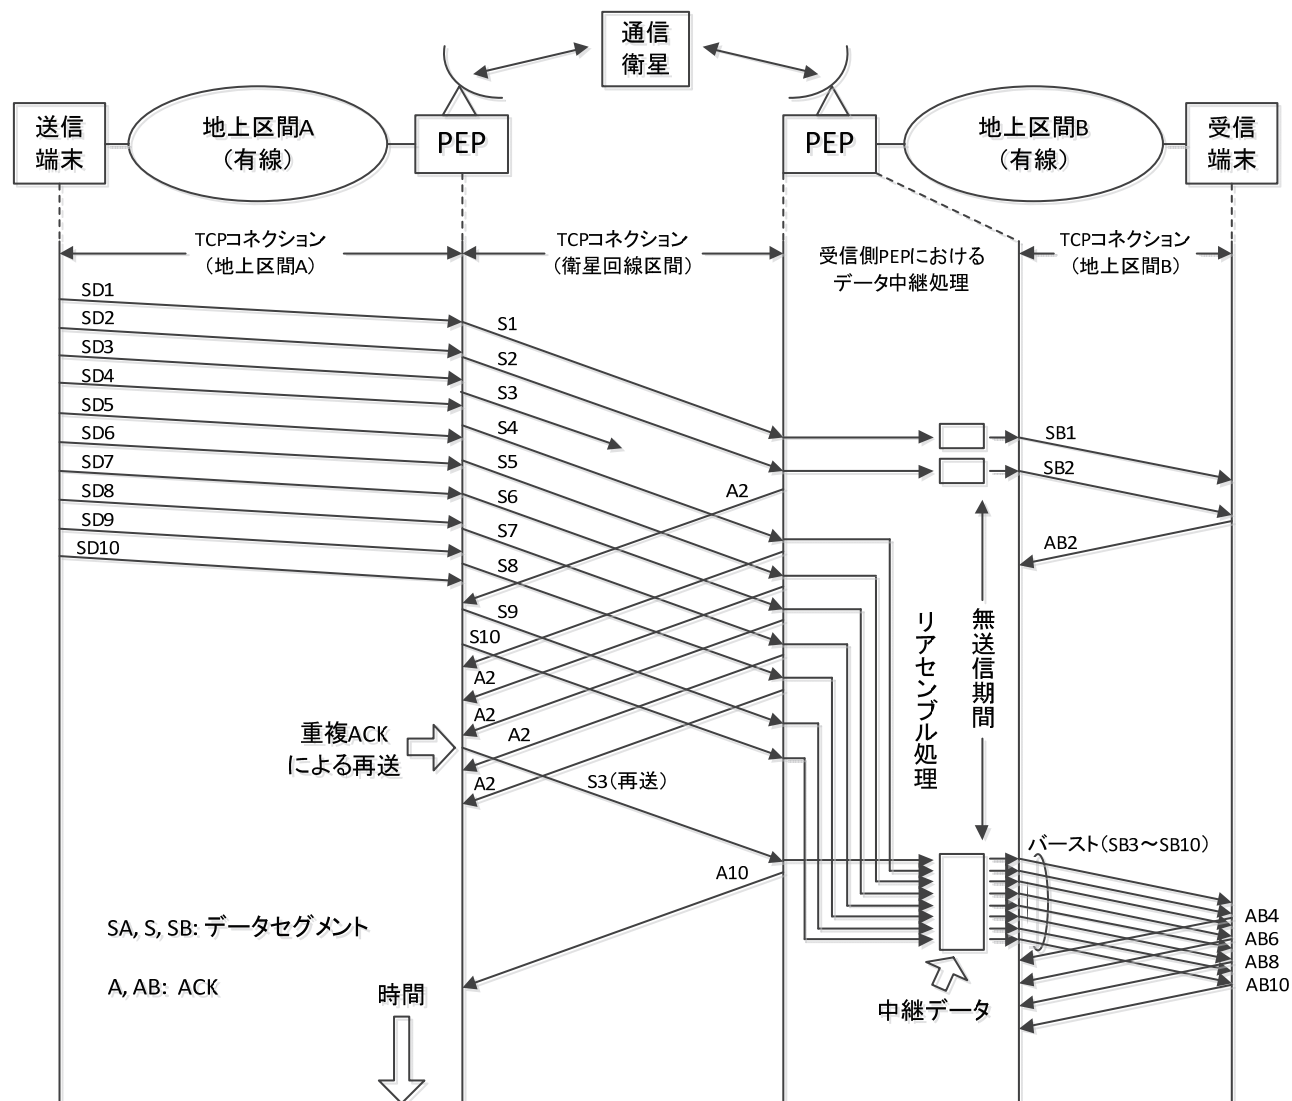 通信
衛星
送信
端末
地上区間A
(有線)
PEP
PEP
地上区間B
(有線)
受信
端末
TCPコネクション
(地上区間A)
TCPコネクション
(衛星回線区間)
受信側PEPにおける
データ中継処理
TCPコネクション
(地上区間B)
SD1
SD2
SD3
SD4
SD5
SD6
SD7
SD8
SD9
SD10
S1
S2
S3
S4
S5
S6
S7
S8
S9
S10
A2
A2
A2
A2
A2
重複ACK
による再送
S3(再送)
A10
SB1
SB2
AB2
リアセンブル処理
無送信期間
バースト(SB3～SB10)
AB4
AB6
AB8
AB10
中継データ
SA, S, SB: データセグメント
A, AB: ACK
時間